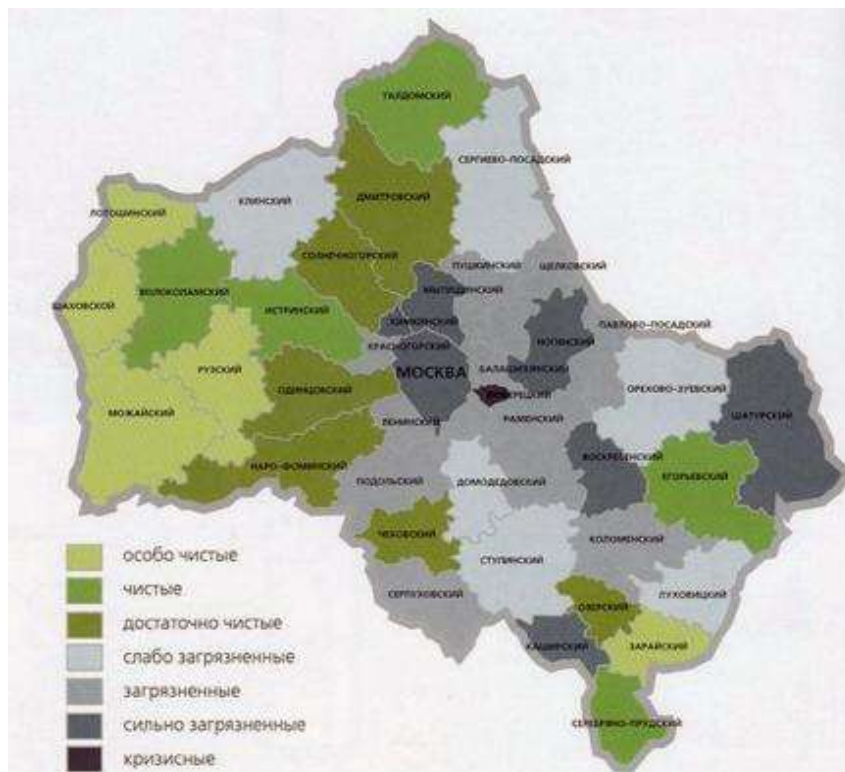 ТАЛДОМСКИЙ
СЕРГИЕВО-ПОСАДСКИЙ
КЛИНСКИЙ
ДМИТРОВСКИЙ
ЛОТОШИНСКИЙ
СОЛНЕЧНОГОРСКИЙ
ПУШКИНСКИЙ
ЩЕЛКОВСКИЙ
ВОЛОКОЛАМСКИЙ
МЫТИЩИНСКИЙ
ШАХОВСКОЙ
ИСТРИНСКИЙ
ХИМКИНСКИЙ
ПАВЛОВО-ПОСАДСКИЙ
КРАСНОГОРСКИЙ
НОГИНСКИЙ
РУЗСКИЙ
МОСКВА
БАЛАШИХИНСКИЙ
ОДИНЦОВСКИЙ
ЛЮБЕРЕЦКИЙ
ОРЕХОВО-ЗУЕВСКИЙ
МОЖАЙСКИЙ
ЛЕНИНСКИЙ
РАМЕНСКИЙ
ШАТУРСКИЙ
НАРО-ФОМИНСКИЙ
ВОСКРЕСЕНСКИЙ
ПОДОЛЬСКИЙ
ДОМОДЕДОВСКИЙ
ЕГОРЬЕВСКИЙ
ЧЕХОВСКИЙ
КОЛОМЕНСКИЙ
СТУПИНСКИЙ
СЕРПУХОВСКИЙ
ЛУХОВИЦКИЙ
ОЗЕРСКИЙ
КАШИРСКИЙ
ЗАРАЙСКИЙ
СЕРЕБРЯНО-ПРУДСКИЙ
особо чистые
чистые
достаточно чистые
слабо загрязненные
загрязненные
сильно загрязненные
кризисные